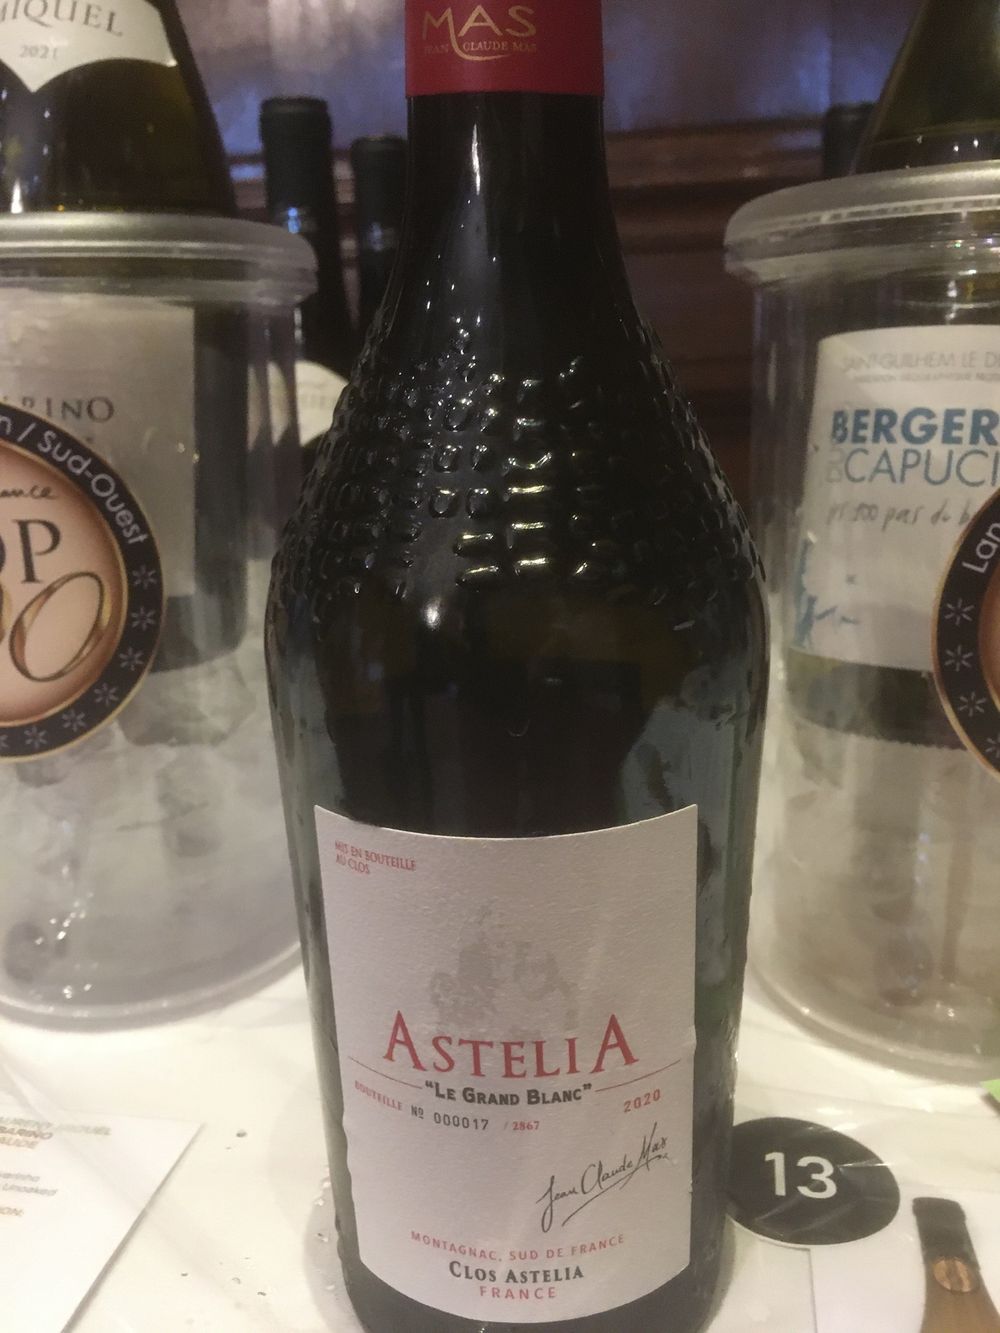 MAS
JEAN CLAUDE MAS
MIQUEL
2021
Sud-Ouest
BERGER
CAPUCI
13
MIS EN BOUTEILLE
AU CLOS
ASTELIA
"LE GRAND BLANC"
BOUTEILLE Nº 000017 / 2867
2020
Jean Claude Mas
MONTAGNAC, SUD DE FRANCE
CLOS ASTELIA
FRANCE